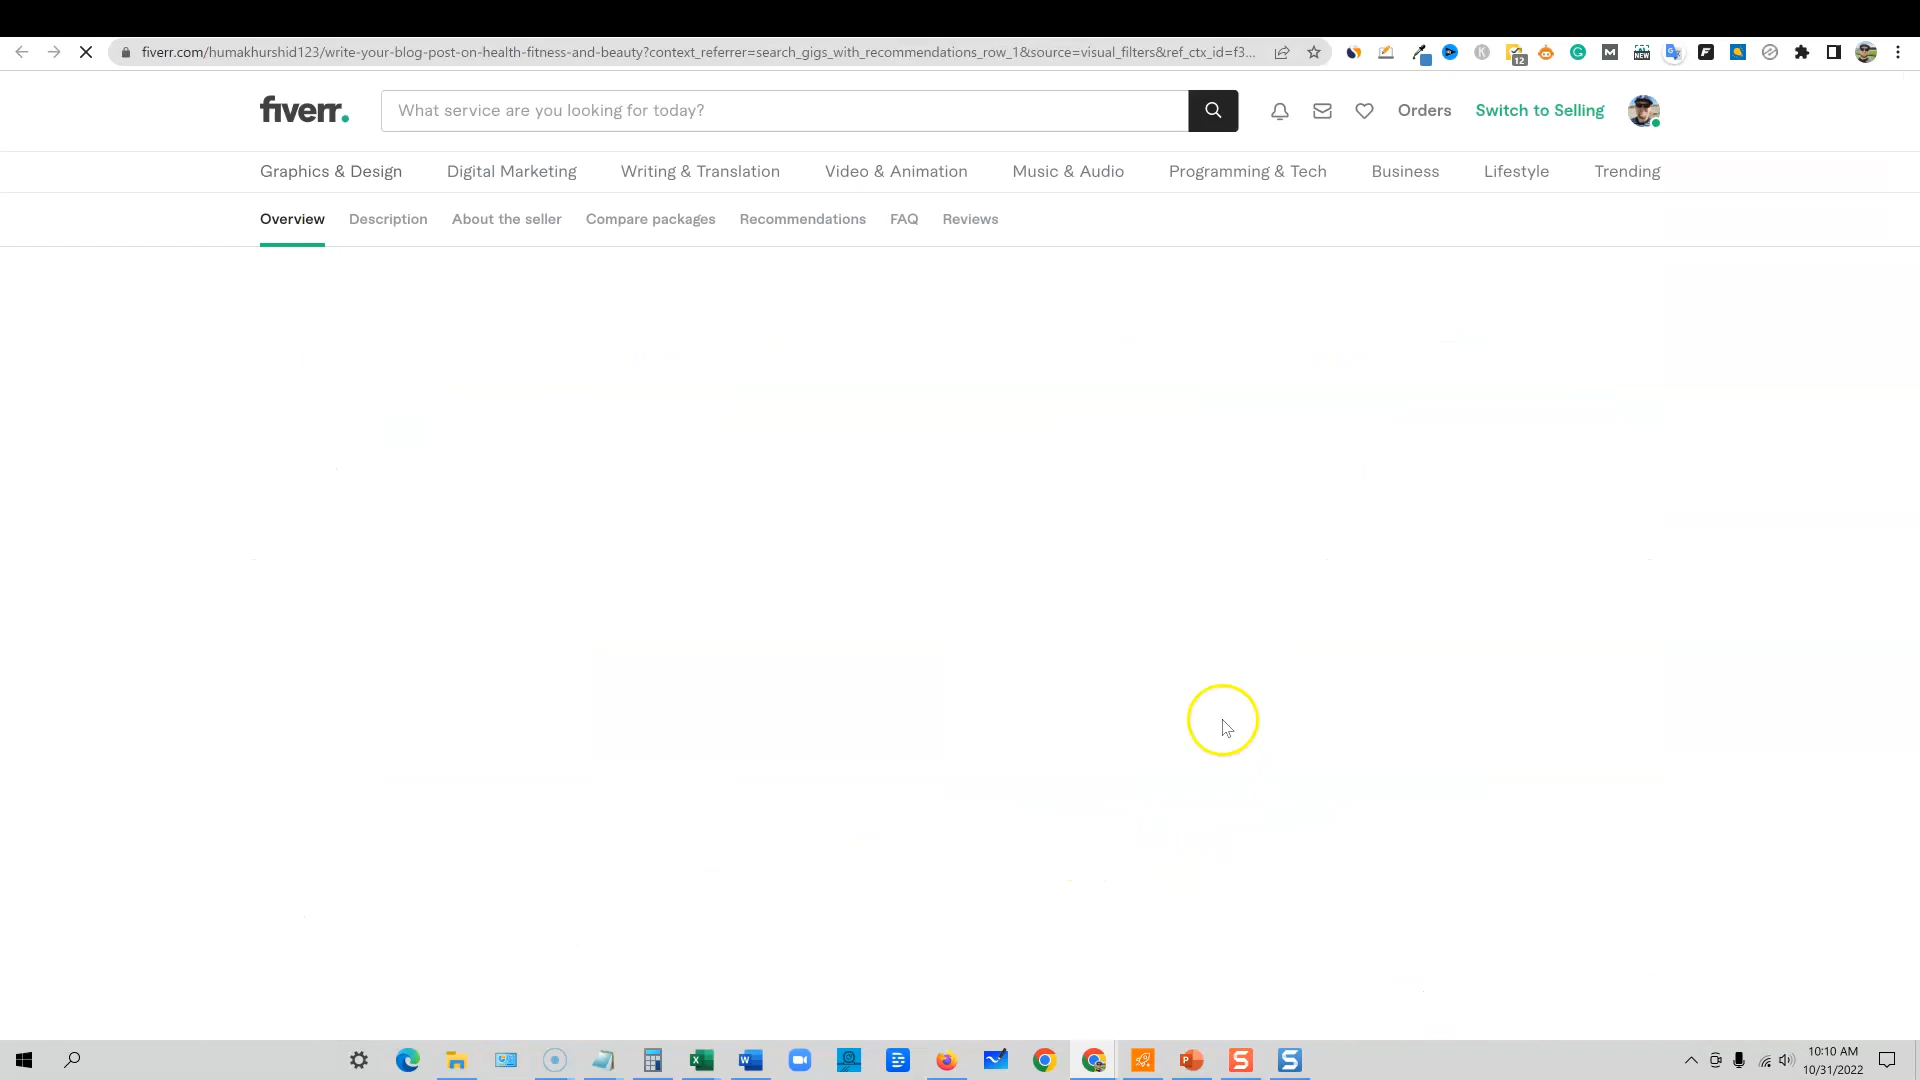 fiverr.com/humakhurshid123/write-your-blog-post-on-health-fitness-and-beauty?context_referrer=search_gigs_with_recommendations_row_1&source=visual_filters&ref_ctx_id=f3...
12
NEW
fiverr.
What service are you looking for today?
Orders
Switch to Selling
Graphics & Design
Digital Marketing
Writing & Translation
Video & Animation
Music & Audio
Programming & Tech
Business
Lifestyle
Trending
Overview
Description
About the seller
Compare packages
Recommendations
FAQ
Reviews
10:10 AM
10/31/2022